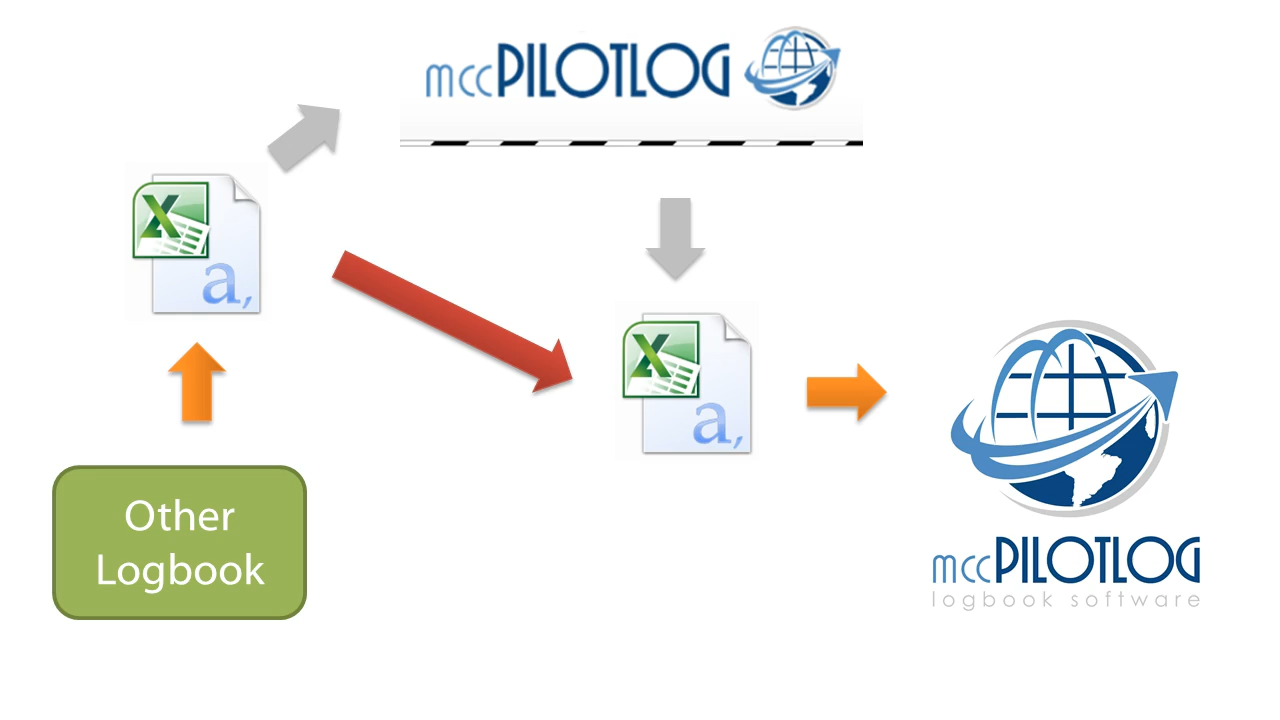 mccPILOTLOG
X
a,
X
a,
Other
Logbook
mccPILOTLOG
logbook software